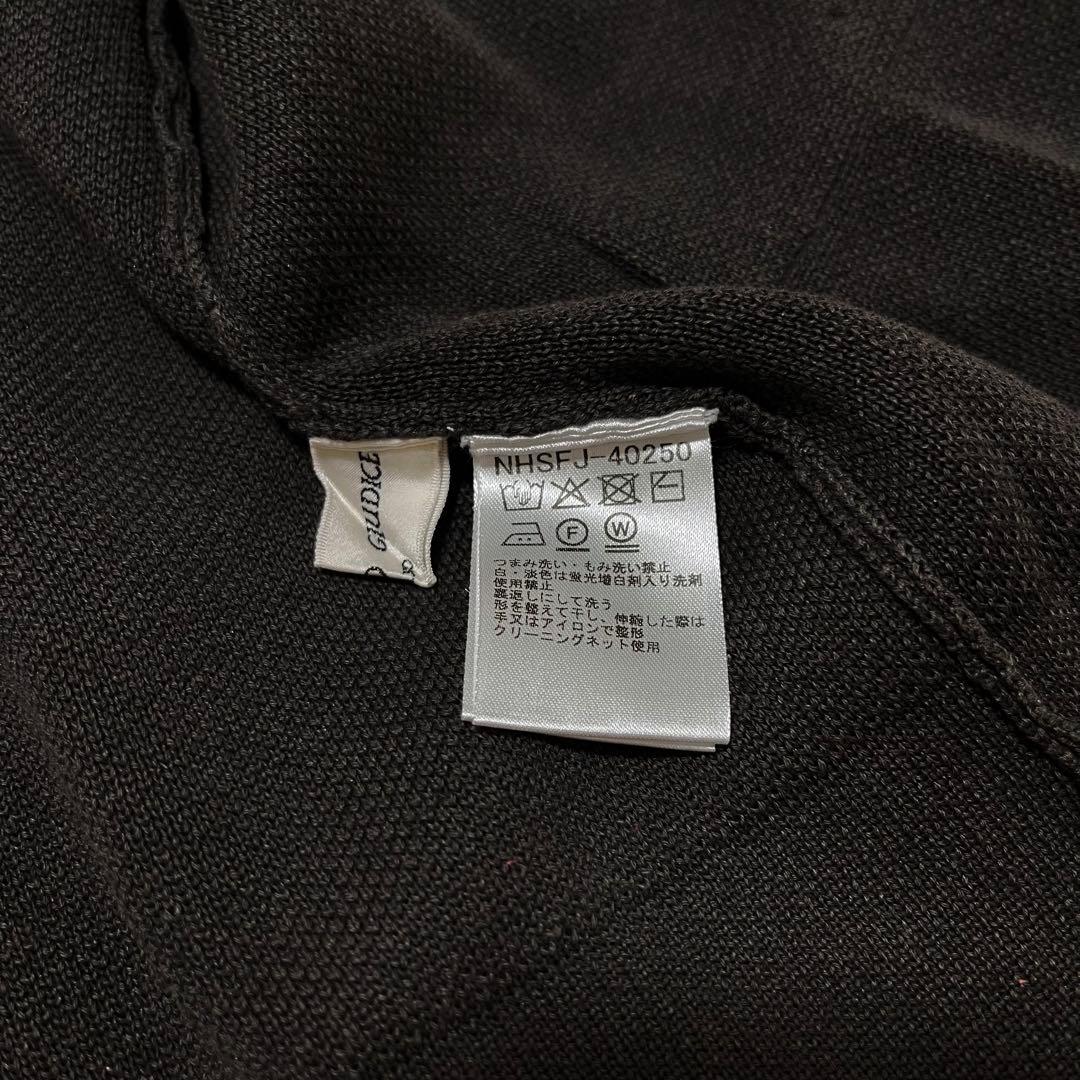 GIUDICE
NHSFJ-40250
F
W
つまみ洗い・もみ洗い禁止
白・淡色は蛍光増白剤入り洗剤
使用禁止
裏返しにして洗う
形を整えて干し、伸縮した際は
手又はアイロンで整形
クリーニングネット使用